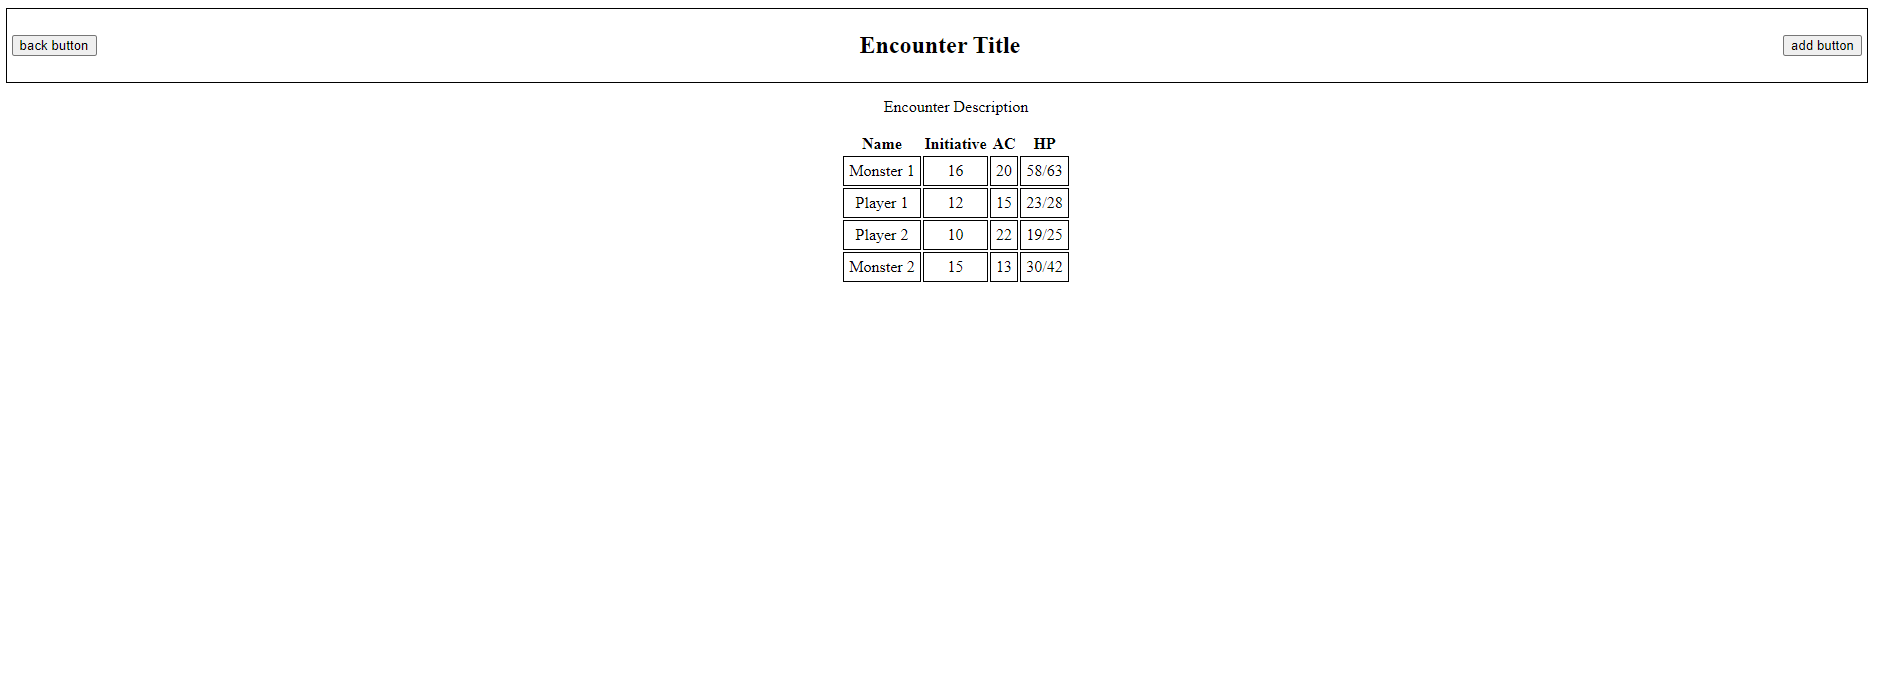 back button Encounter Title add button
Encounter Description
Name Initiative AC HP
Monster 1 16 20 58/63
Player 1 12 15 23/28
Player 2 10 22 19/25
Monster 2 15 13 30/42